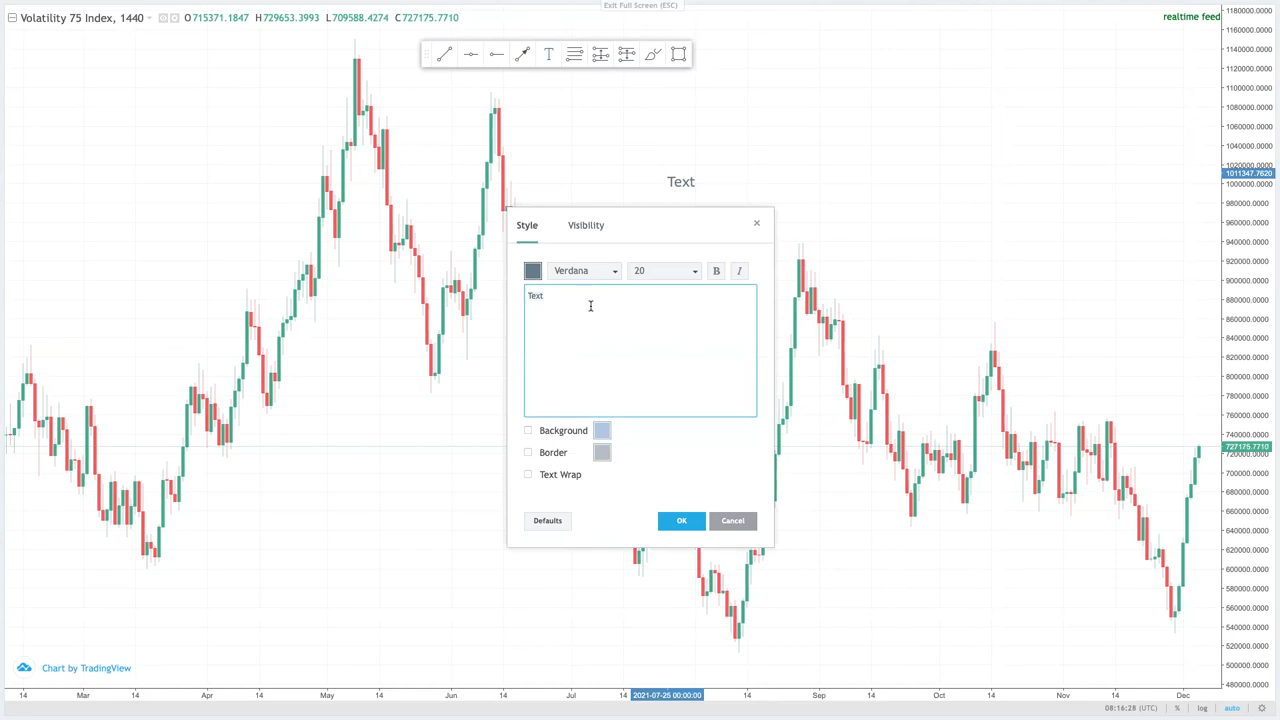 Exit Full Screen (ESC)
Volatility 75 Index, 1440 O715371.1847 H729653.3993 L709588.4274 C727175.7710
realtime feed
T
Text
Style Visibility ×
Verdana 20 B I
Text
Background
Border
Text Wrap
Defaults OK Cancel
1180000.0000
1160000.0000
1140000.0000
1120000.0000
1100000.0000
1080000.0000
1060000.0000
1040000.0000
1020000.0000
1011347.7620
1000000.0000
980000.0000
960000.0000
940000.0000
920000.0000
900000.0000
880000.0000
860000.0000
840000.0000
820000.0000
800000.0000
780000.0000
760000.0000
740000.0000
727175.7710
720000.0000
700000.0000
680000.0000
660000.0000
640000.0000
620000.0000
600000.0000
580000.0000
560000.0000
540000.0000
520000.0000
500000.0000
480000.0000
Chart by TradingView
14 Mar 14 Apr 14 May 14 Jun 14 Jul 14 2021-07-25 00:00:00 14 Sep 14 Oct 14 Nov 14 Dec
08:16:28 (UTC) % log auto